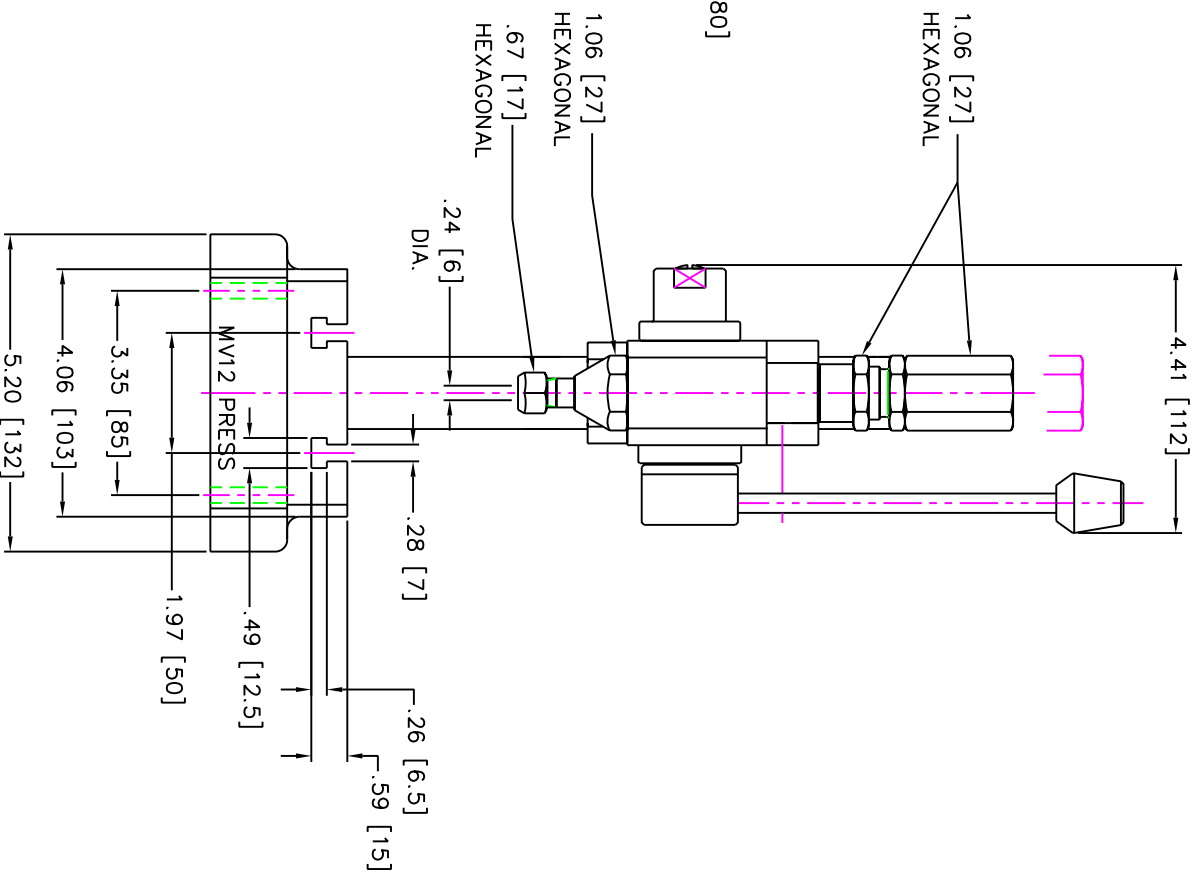 80]
1.06 [27]
HEXAGONAL
1.06 [27]
HEXAGONAL
.67 [17]
HEXAGONAL
.24 [6]
DIA.
4.41 [112]
MV12 PRESS
.28 [7]
.26 [6.5]
.59 [15]
.49 [12.5]
1.97 [50]
3.35 [85]
4.06 [103]
5.20 [132]